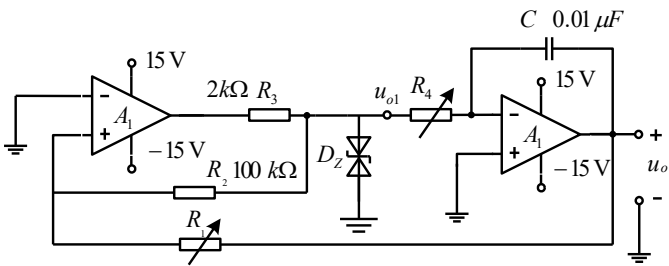 C 0.01 μF
15 V
2kΩ R3
uo1
R4
15 V
−
A1
+
−
A1
+
+
uo
−
−15 V
DZ
−15 V
R2 100 kΩ
R1